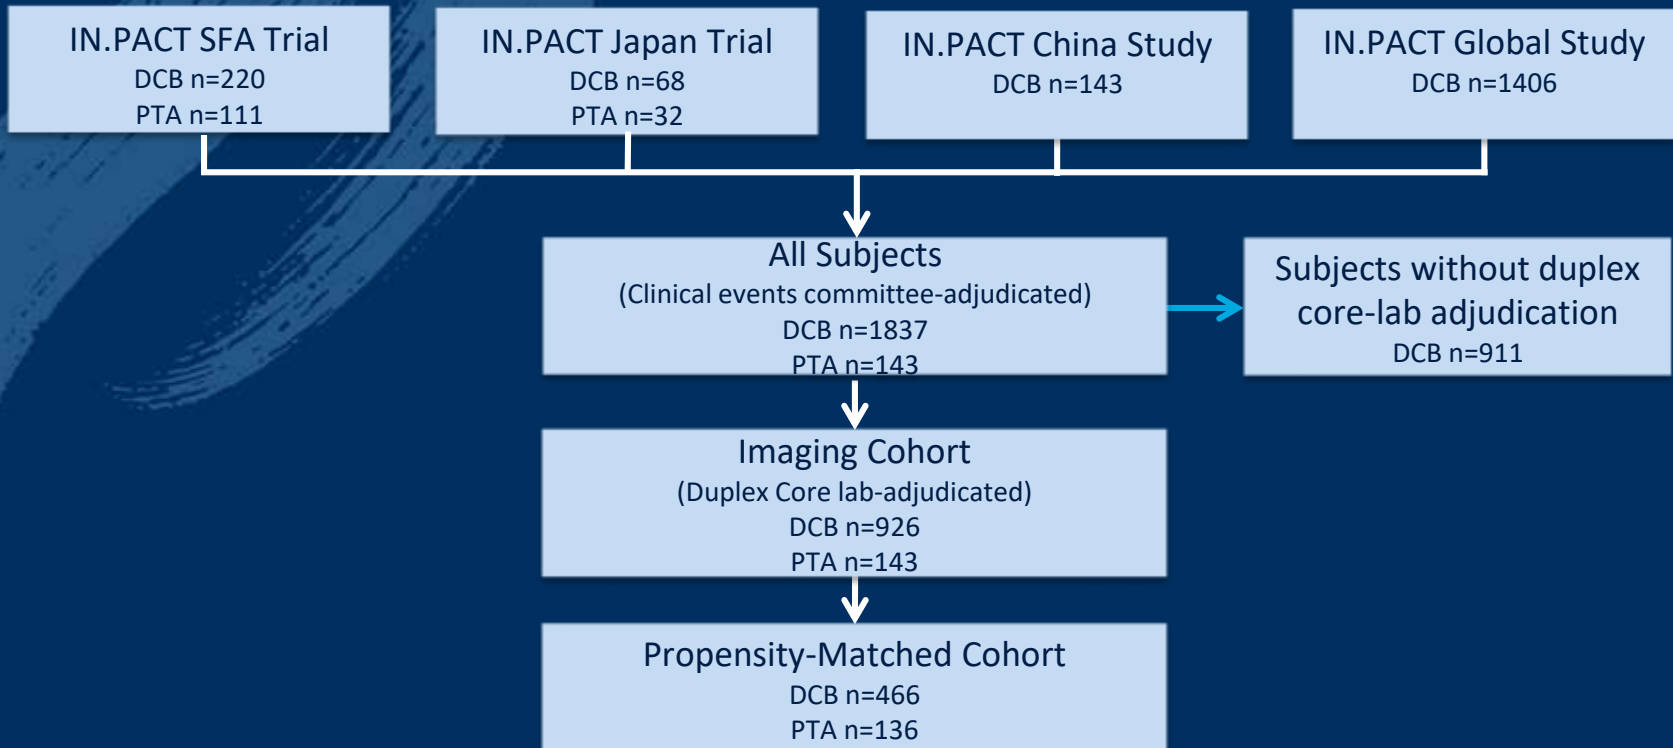 IN.PACT SFA Trial
DCB n=220
PTA n=111
IN.PACT Japan Trial
DCB n=68
PTA n=32
IN.PACT China Study
DCB n=143
IN.PACT Global Study
DCB n=1406
All Subjects
(Clinical events committee-adjudicated)
DCB n=1837
PTA n=143
Subjects without duplex
core-lab adjudication
DCB n=911
Imaging Cohort
(Duplex Core lab-adjudicated)
DCB n=926
PTA n=143
Propensity-Matched Cohort
DCB n=466
PTA n=136